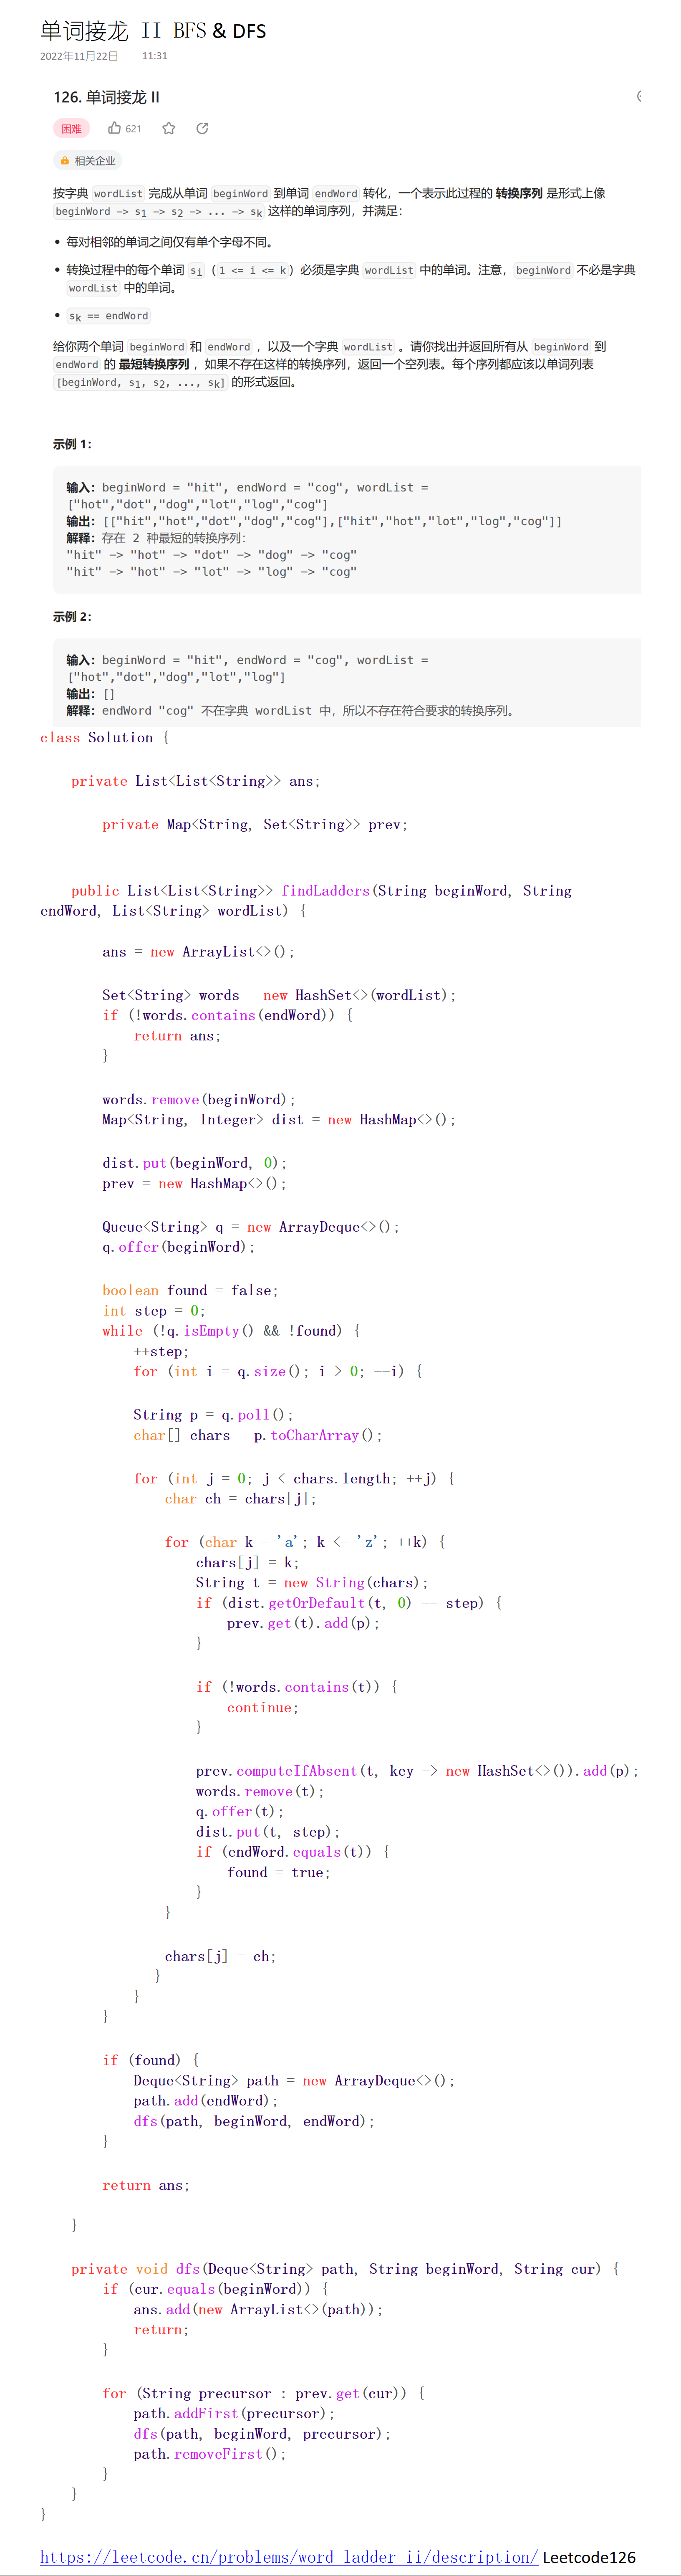 单词接龙 II BFS & DFS
2022年11月22日 11:31
126. 单词接龙 II
困难 621
相关企业
按字典 wordList 完成从单词 beginWord 到单词 endWord 转化，一个表示此过程的 转换序列 是形式上像
beginWord -> s1 -> s2 -> ... -> sk 这样的单词序列，并满足：
• 每对相邻的单词之间仅有单个字母不同。
• 转换过程中的每个单词 si（1 <= i <= k）必须是字典 wordList 中的单词。注意，beginWord 不必是字典
wordList 中的单词。
• sk == endWord
给你两个单词 beginWord 和 endWord ，以及一个字典 wordList 。请你找出并返回所有从 beginWord 到
endWord 的 最短转换序列 ，如果不存在这样的转换序列，返回一个空列表。每个序列都应该以单词列表
[beginWord, s1, s2, ..., sk] 的形式返回。
示例 1：
输入：beginWord = "hit", endWord = "cog", wordList =
["hot","dot","dog","lot","log","cog"]
输出：[["hit","hot","dot","dog","cog"],["hit","hot","lot","log","cog"]]
解释：存在 2 种最短的转换序列：
"hit" -> "hot" -> "dot" -> "dog" -> "cog"
"hit" -> "hot" -> "lot" -> "log" -> "cog"
示例 2：
输入：beginWord = "hit", endWord = "cog", wordList =
["hot","dot","dog","lot","log"]
输出：[]
解释：endWord "cog" 不在字典 wordList 中，所以不存在符合要求的转换序列。
class Solution {
private List<List<String>> ans;
private Map<String, Set<String>> prev;
public List<List<String>> findLadders(String beginWord, String
endWord, List<String> wordList) {
ans = new ArrayList<>();
Set<String> words = new HashSet<>(wordList);
if (!words.contains(endWord)) {
return ans;
}
words.remove(beginWord);
Map<String, Integer> dist = new HashMap<>();
dist.put(beginWord, 0);
prev = new HashMap<>();
Queue<String> q = new ArrayDeque<>();
q.offer(beginWord);
boolean found = false;
int step = 0;
while (!q.isEmpty() && !found) {
++step;
for (int i = q.size(); i > 0; --i) {
String p = q.poll();
char[] chars = p.toCharArray();
for (int j = 0; j < chars.length; ++j) {
char ch = chars[j];
for (char k = 'a'; k <= 'z'; ++k) {
chars[j] = k;
String t = new String(chars);
if (dist.getOrDefault(t, 0) == step) {
prev.get(t).add(p);
}
if (!words.contains(t)) {
continue;
}
prev.computeIfAbsent(t, key -> new HashSet<>()).add(p);
words.remove(t);
q.offer(t);
dist.put(t, step);
if (endWord.equals(t)) {
found = true;
}
}
chars[j] = ch;
}
}
}
if (found) {
Deque<String> path = new ArrayDeque<>();
path.add(endWord);
dfs(path, beginWord, endWord);
}
return ans;
}
private void dfs(Deque<String> path, String beginWord, String cur) {
if (cur.equals(beginWord)) {
ans.add(new ArrayList<>(path));
return;
}
for (String precursor : prev.get(cur)) {
path.addFirst(precursor);
dfs(path, beginWord, precursor);
path.removeFirst();
}
}
}
https://leetcode.cn/problems/word-ladder-ii/description/ Leetcode126